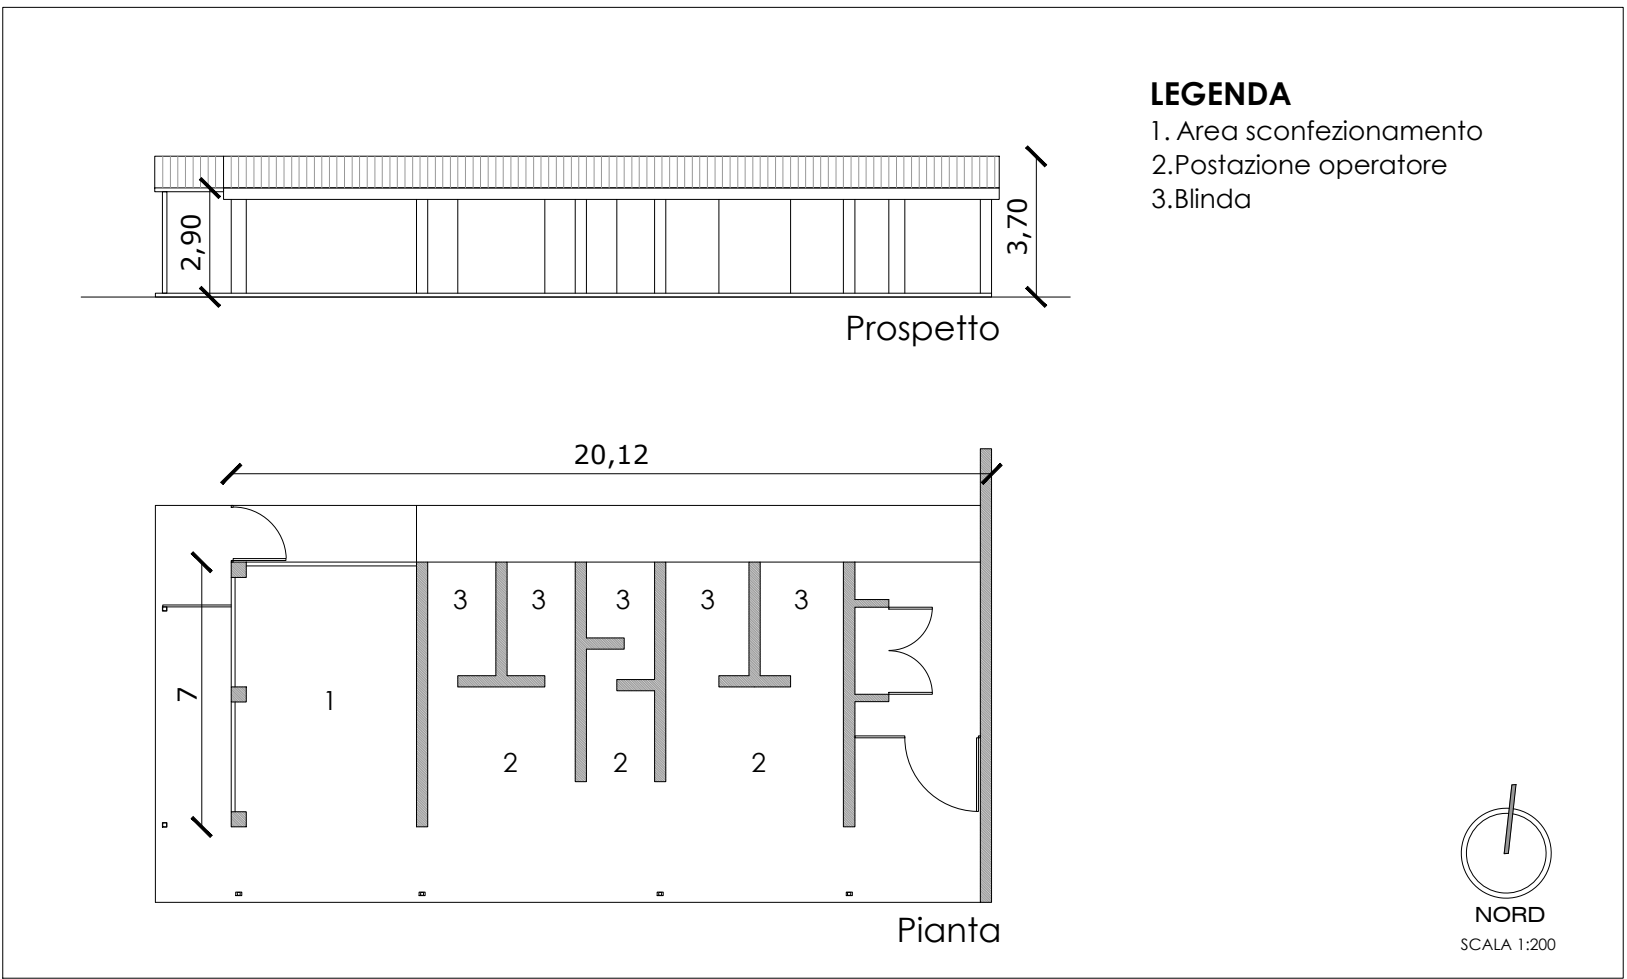 LEGENDA
1. Area sconfezionamento
2.Postazione operatore
3.Blinda
2,90
3,70
Prospetto
20,12
3 3 3 3 3
7
1
2 2 2
Pianta
NORD
SCALA 1:200